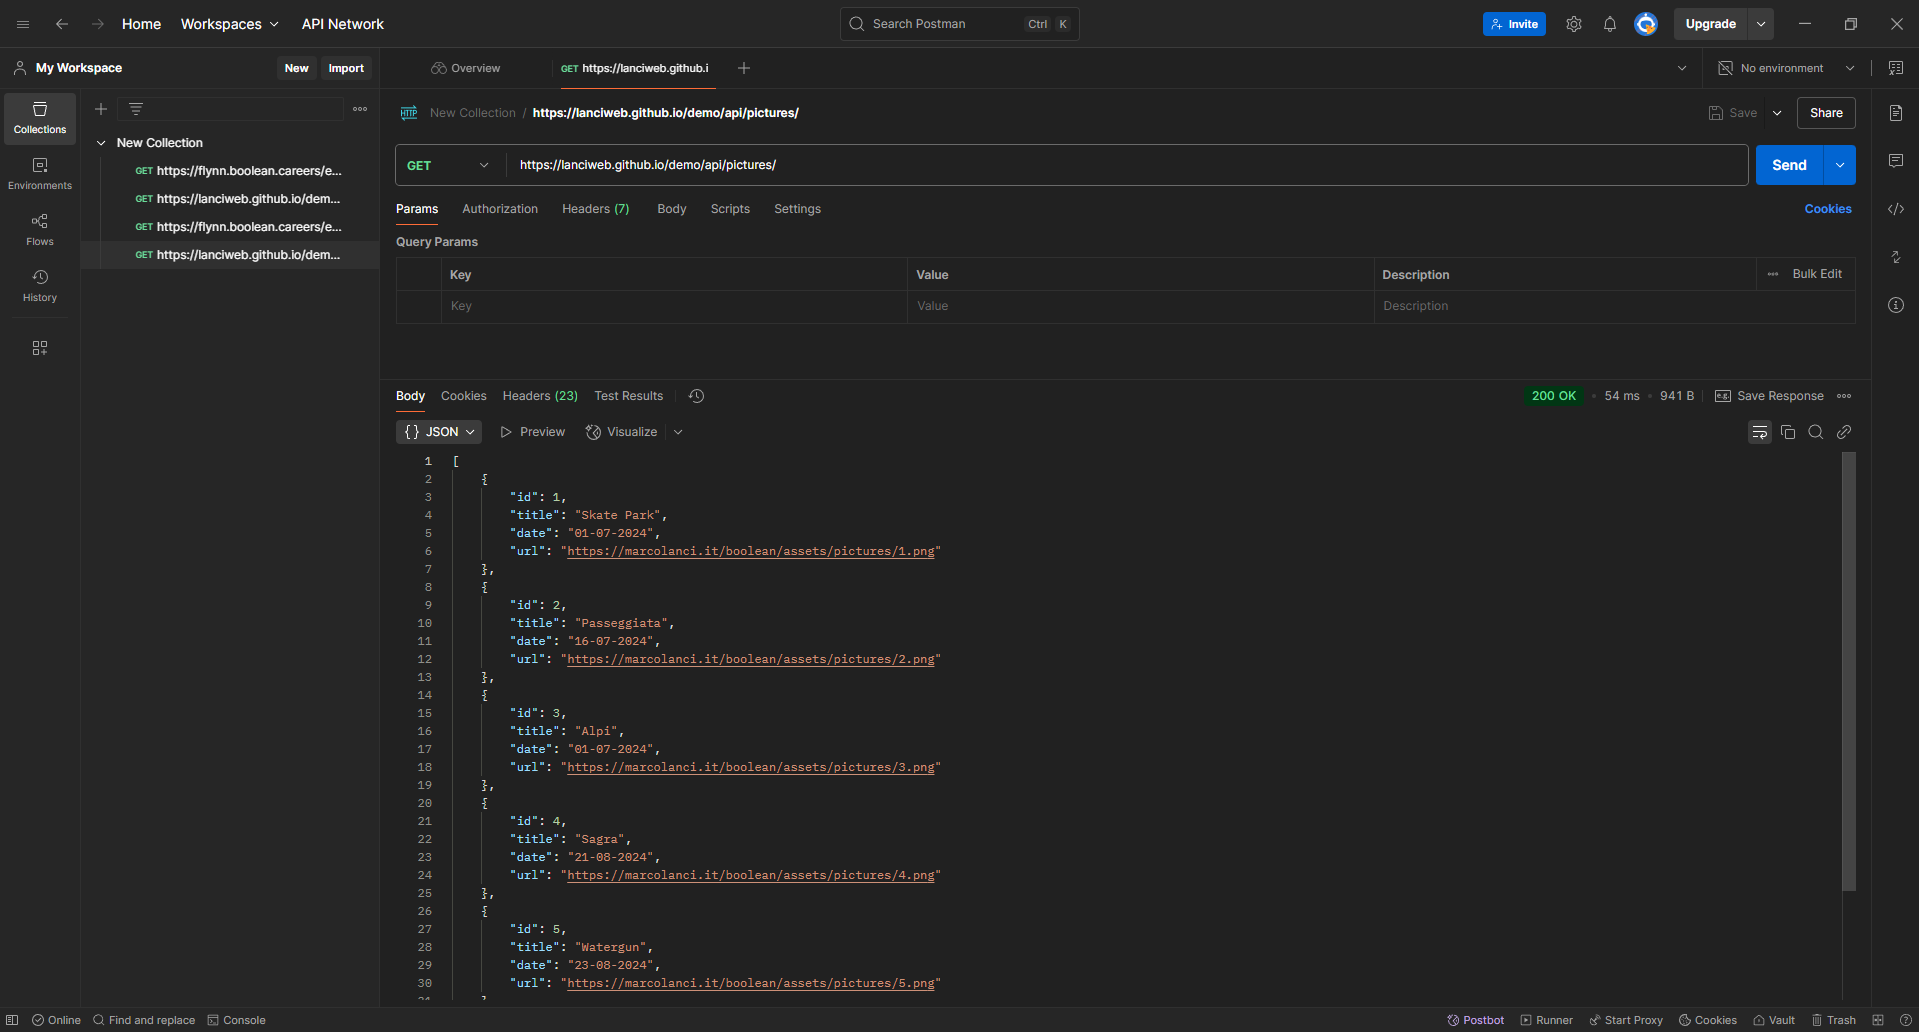 Home Workspaces API Network Search Postman Ctrl K Invite Upgrade
My Workspace New Import Overview GET https://lanciweb.github.i No environment
Collections
Environments
Flows
History
New Collection
GET https://flynn.boolean.careers/e...
GET https://lanciweb.github.io/dem...
GET https://flynn.boolean.careers/e...
GET https://lanciweb.github.io/dem...
HTTP New Collection / https://lanciweb.github.io/demo/api/pictures/ Save Share
GET https://lanciweb.github.io/demo/api/pictures/ Send
Params Authorization Headers (7) Body Scripts Settings Cookies
Query Params
Key Value Description Bulk Edit
Key Value Description
Body Cookies Headers (23) Test Results 200 OK 54 ms 941 B e.g. Save Response
{} JSON Preview Visualize
1 [
2 {
3 "id": 1,
4 "title": "Skate Park",
5 "date": "01-07-2024",
6 "url": "https://marcolanci.it/boolean/assets/pictures/1.png"
7 },
8 {
9 "id": 2,
10 "title": "Passeggiata",
11 "date": "16-07-2024",
12 "url": "https://marcolanci.it/boolean/assets/pictures/2.png"
13 },
14 {
15 "id": 3,
16 "title": "Alpi",
17 "date": "01-07-2024",
18 "url": "https://marcolanci.it/boolean/assets/pictures/3.png"
19 },
20 {
21 "id": 4,
22 "title": "Sagra",
23 "date": "21-08-2024",
24 "url": "https://marcolanci.it/boolean/assets/pictures/4.png"
25 },
26 {
27 "id": 5,
28 "title": "Watergun",
29 "date": "23-08-2024",
30 "url": "https://marcolanci.it/boolean/assets/pictures/5.png"
Online Find and replace Console Postbot Runner Start Proxy Cookies Vault Trash